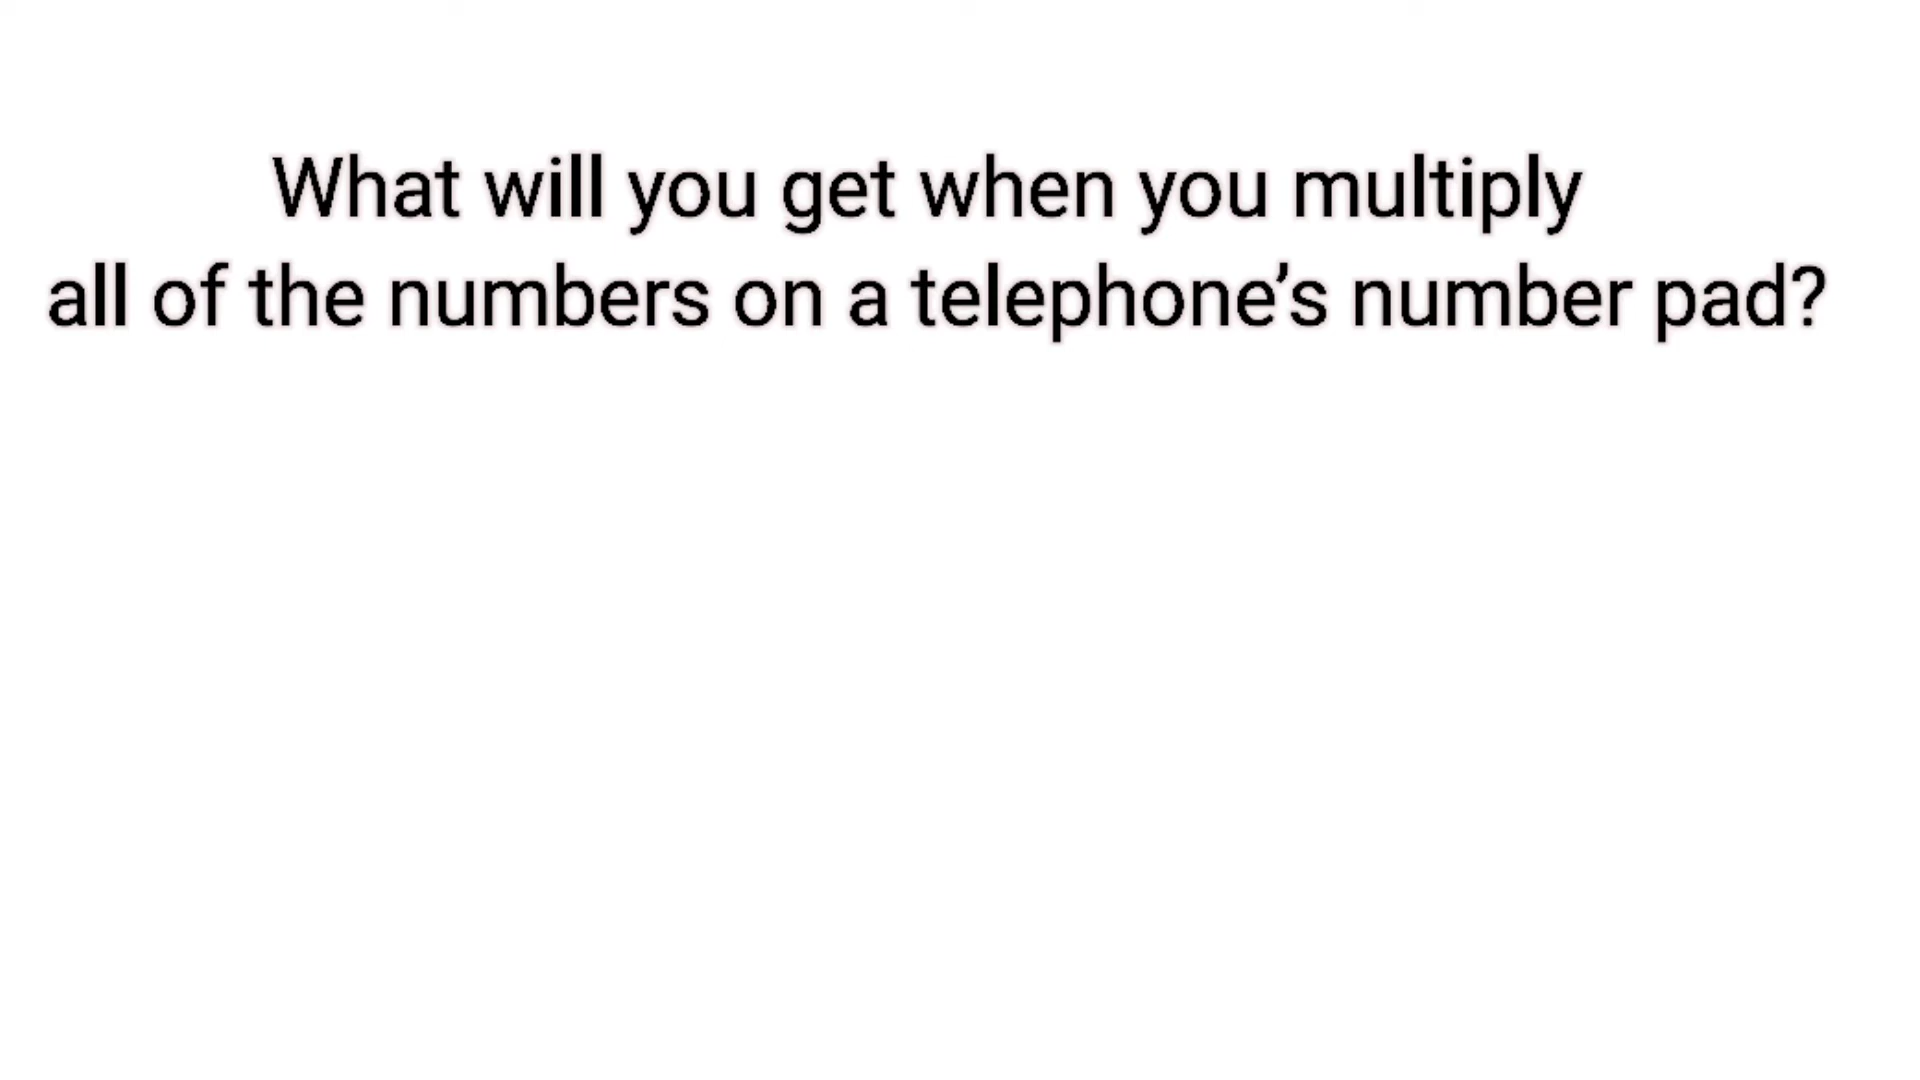 What will you get when you multiply
all of the numbers on a telephone’s number pad?